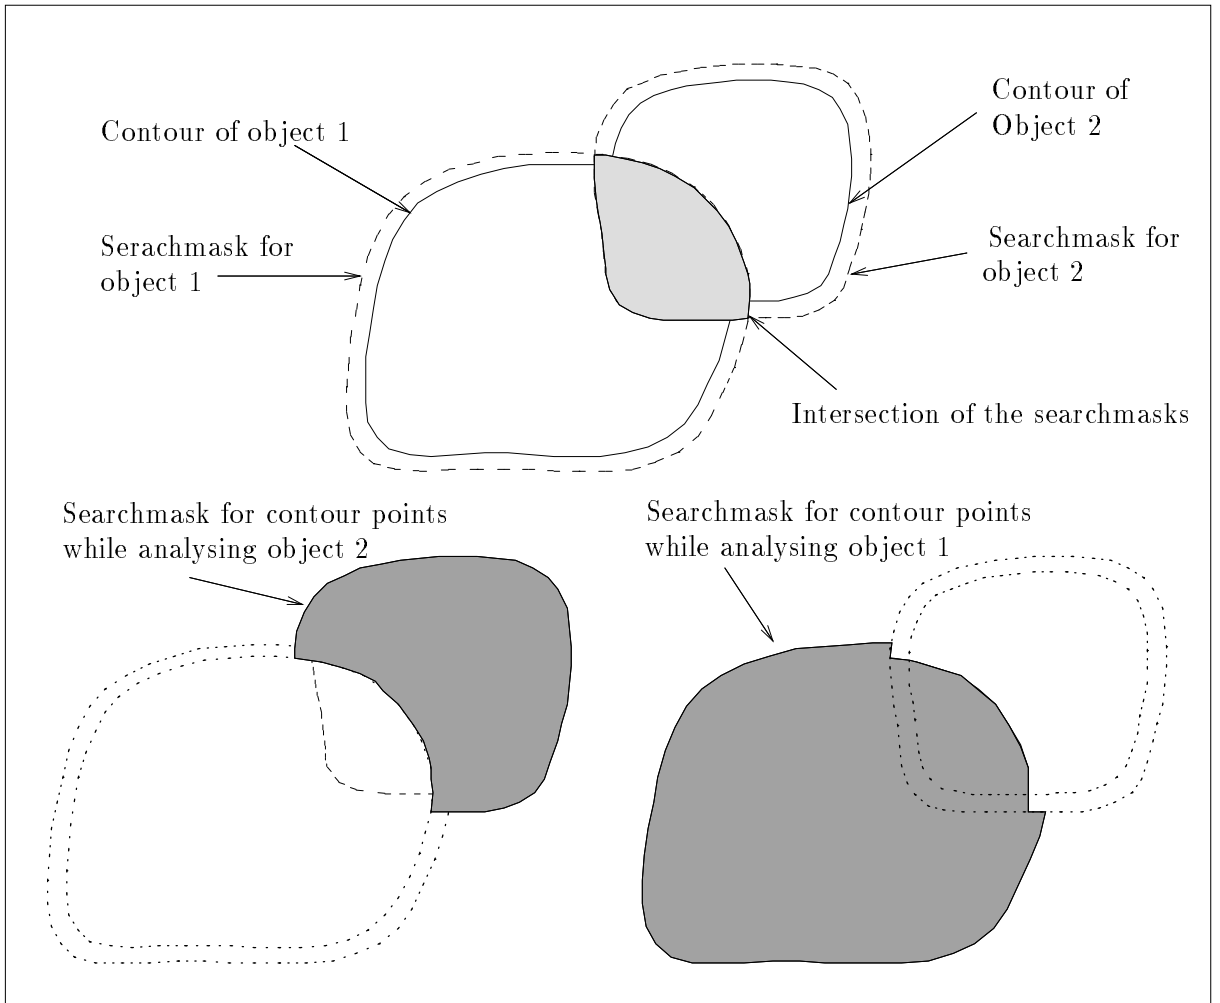 Contour of object 1
Contour of
Object 2
Serachmask for
object 1
Searchmask for
object 2
Intersection of the searchmasks
Searchmask for contour points
while analysing object 2
Searchmask for contour points
while analysing object 1